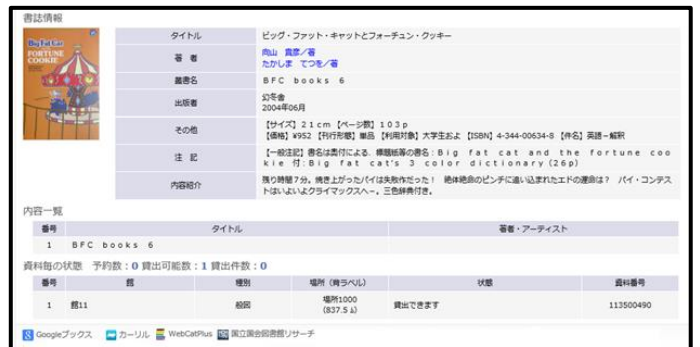 書誌情報
Big Fat Cat
FORTUNE
COOKIE
タイトル ビッグ・ファット・キャットとフォーチュン・クッキー
著 者 向山 貴彦／著
たかしま てつを／著
叢書名 BFC books 6
出版者 幻冬舎
2004年06月
その他 【サイズ】21cm 【ページ数】103p
【価格】¥952 【刊行形態】単品 【利用対象】大学生およ 【ISBN】4-344-00634-8 【件名】英語－解釈
注 記 【一般注記】書名は奥付による. 標題紙等の書名：Big fat cat and the fortune coo
kie 付：Big fat cat's 3 color dictionary(26p)
内容紹介 残り時間7分。焼き上がったパイは失敗作だった！ 絶体絶命のピンチに追い込まれたエドの運命は？ パイ・コンテス
トはいよいよクライマックスへ－。三色辞典付き。
内容一覧
番号 タイトル 著者・アーティスト
1 BFC books 6
資料毎の状態 予約数：0 貸出可能数：1 貸出件数：0
番号 館 種別 場所（背ラベル） 状態 資料番号
1 館11 般図 場所1000
(837.5 ﾑ) 貸出できます 113500490
Googleブックス カーリル WebCatPlus 国立国会図書館リサーチ